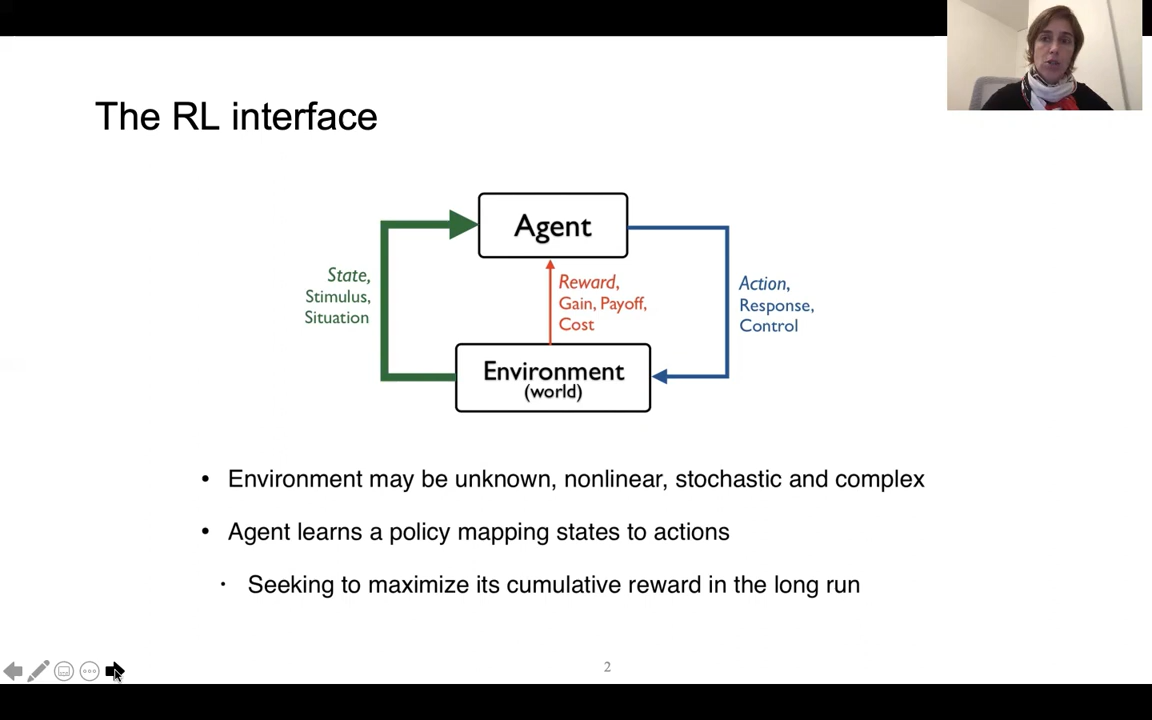 The RL interface
Agent
State,
Stimulus,
Situation
Reward,
Gain, Payoff,
Cost
Action,
Response,
Control
Environment
(world)
• Environment may be unknown, nonlinear, stochastic and complex
• Agent learns a policy mapping states to actions
• Seeking to maximize its cumulative reward in the long run
2